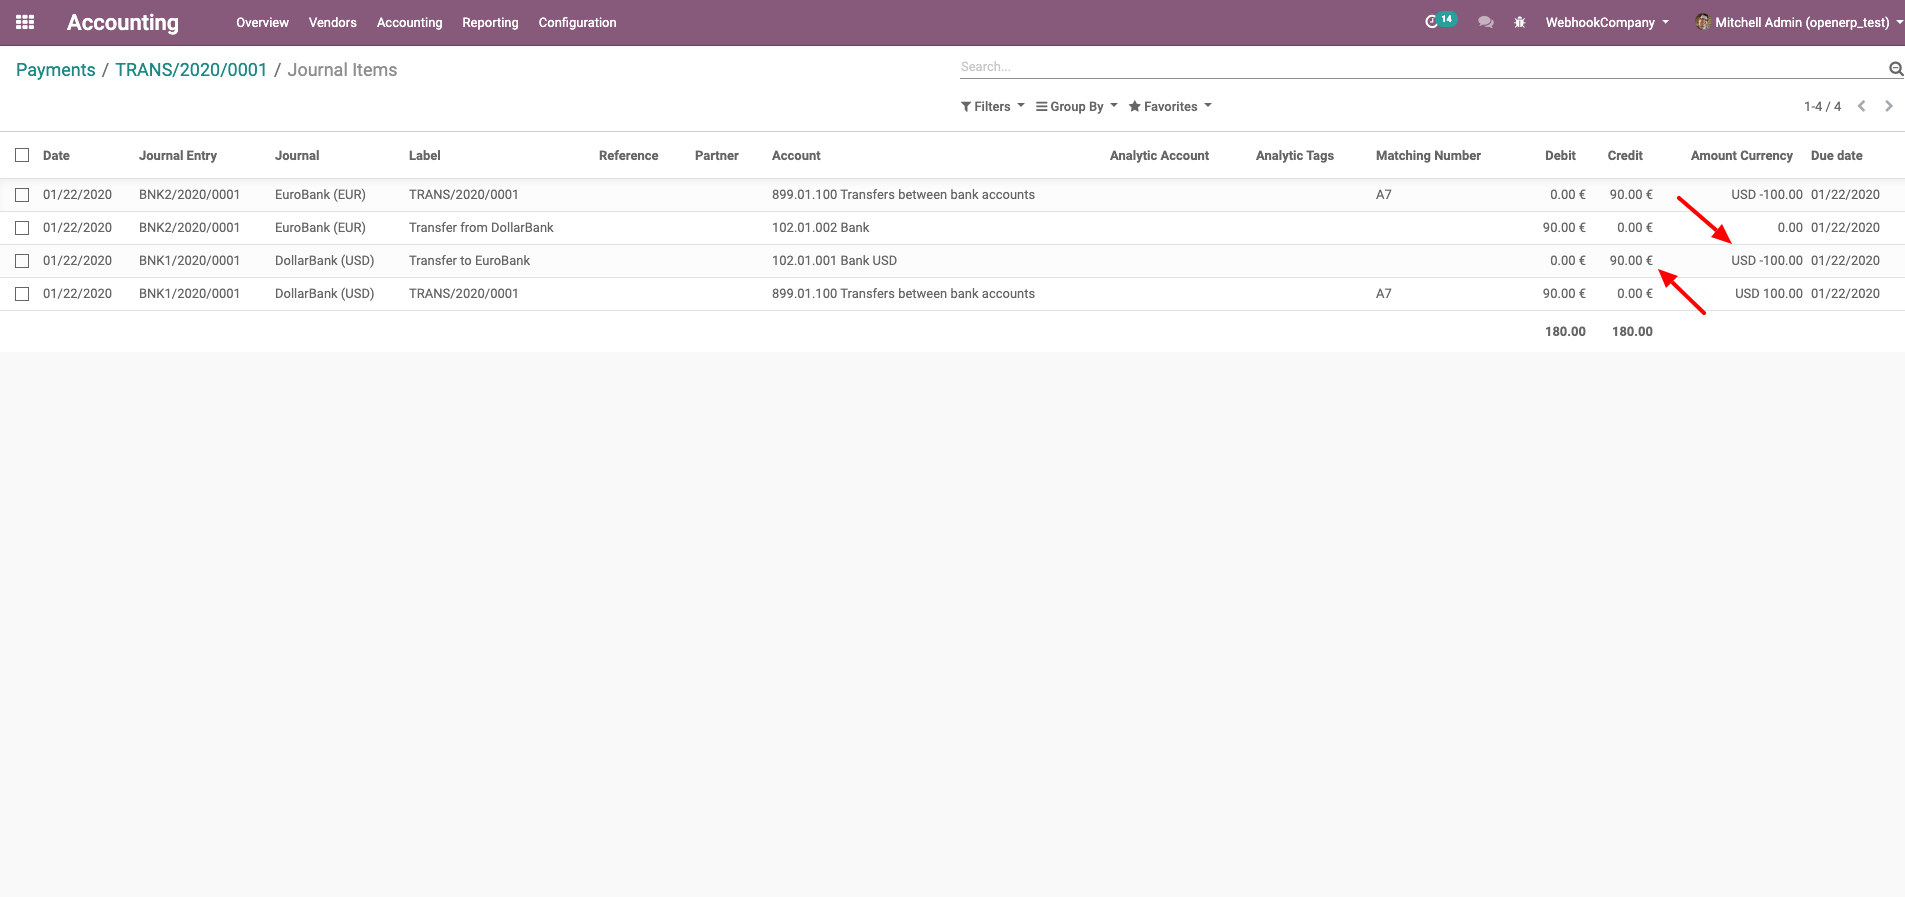 Accounting Overview Vendors Accounting Reporting Configuration 14 WebhookCompany Mitchell Admin (openerp_test)
Payments / TRANS/2020/0001 / Journal Items Search...
Filters Group By Favorites 1-4 / 4
Date Journal Entry Journal Label Reference Partner Account Analytic Account Analytic Tags Matching Number Debit Credit Amount Currency Due date
01/22/2020 BNK2/2020/0001 EuroBank (EUR) TRANS/2020/0001 899.01.100 Transfers between bank accounts A7 0.00 € 90.00 € USD -100.00 01/22/2020
01/22/2020 BNK2/2020/0001 EuroBank (EUR) Transfer from DollarBank 102.01.002 Bank 90.00 € 0.00 € 0.00 01/22/2020
01/22/2020 BNK1/2020/0001 DollarBank (USD) Transfer to EuroBank 102.01.001 Bank USD 0.00 € 90.00 € USD -100.00 01/22/2020
01/22/2020 BNK1/2020/0001 DollarBank (USD) TRANS/2020/0001 899.01.100 Transfers between bank accounts A7 90.00 € 0.00 € USD 100.00 01/22/2020
180.00 180.00